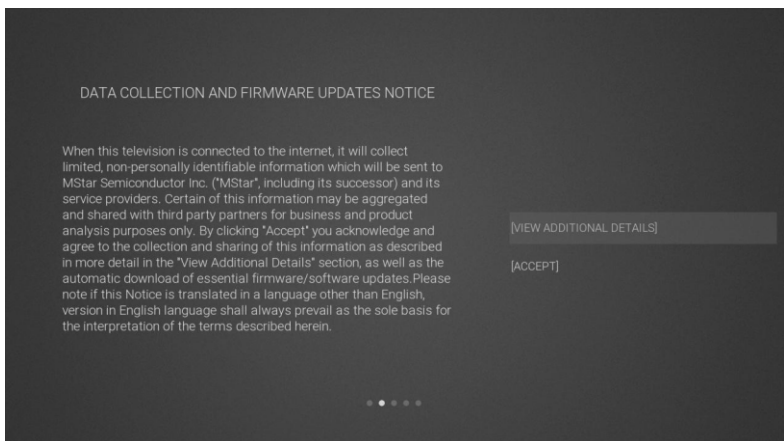 DATA COLLECTION AND FIRMWARE UPDATES NOTICE
When this television is connected to the internet, it will collect
limited, non-personally identifiable information which will be sent to
MStar Semiconductor Inc. ("MStar", including its successor) and its
service providers. Certain of this information may be aggregated
and shared with third party partners for business and product
analysis purposes only. By clicking "Accept" you acknowledge and
agree to the collection and sharing of this information as described
in more detail in the "View Additional Details" section, as well as the
automatic download of essential firmware/software updates.Please
note if this Notice is translated in a language other than English,
version in English language shall always prevail as the sole basis for
the interpretation of the terms described herein.
[VIEW ADDITIONAL DETAILS]
[ACCEPT]